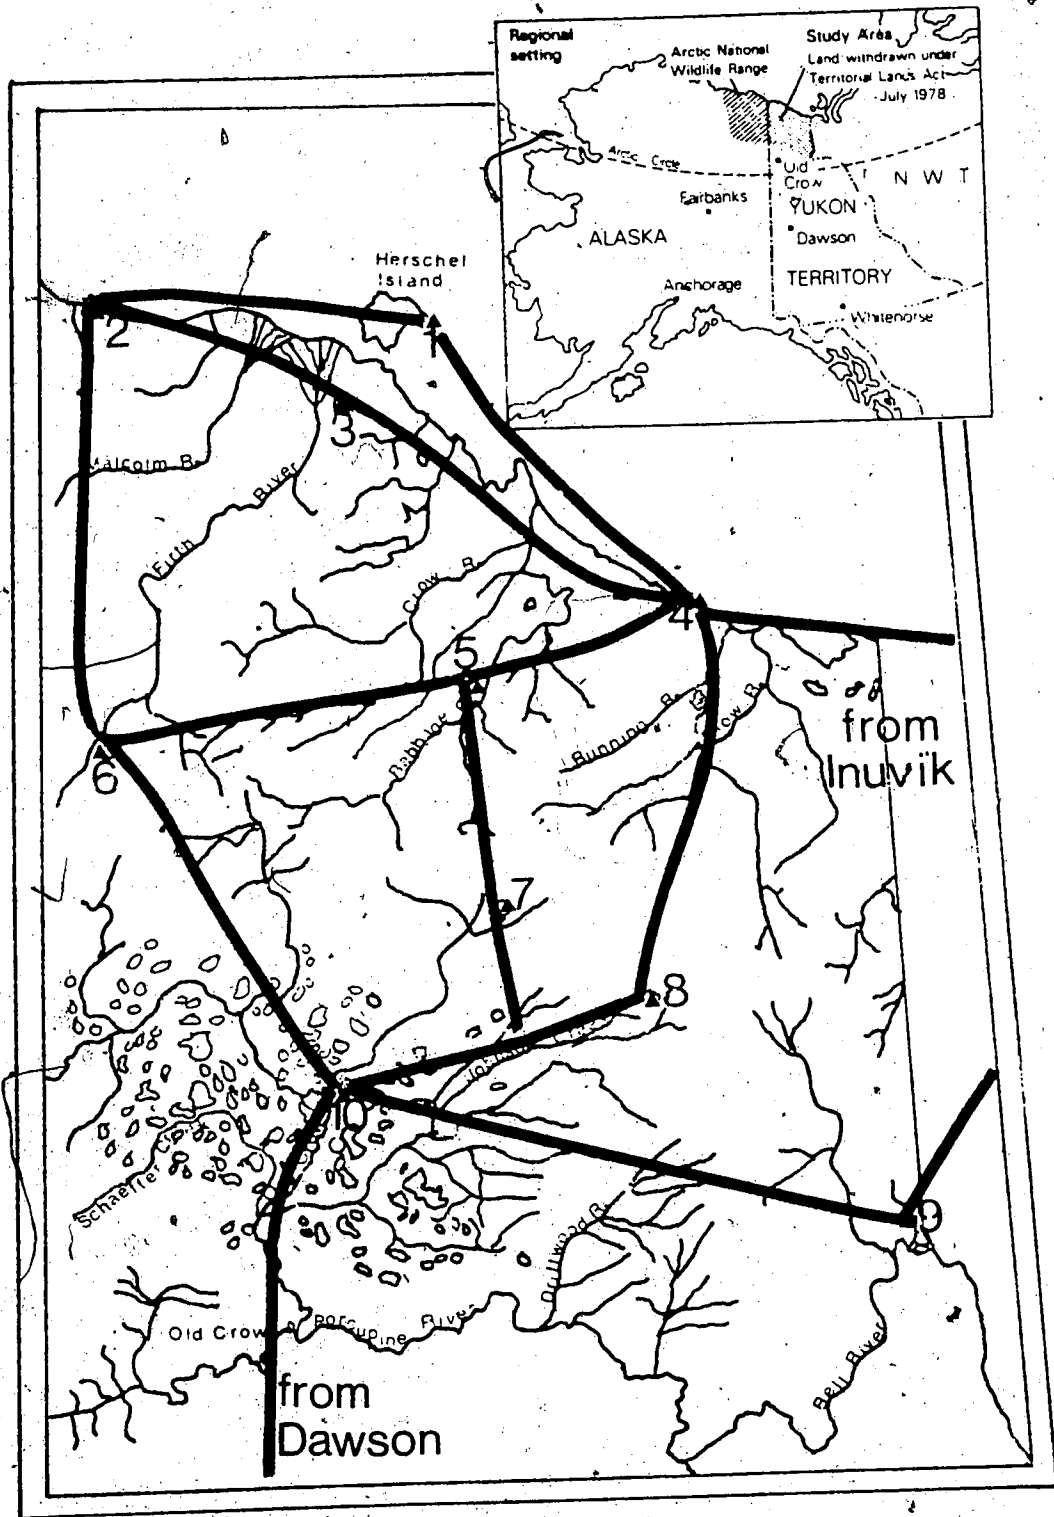 Regional
setting
Arctic National
Wildlife Range
Study Area
Land withdrawn under
Territorial Lands Act
July 1978
Arctic Circle
Old
Crow
N W T
Fairbanks
YUKON
ALASKA
Dawson
TERRITORY
Anchorage
Whitehorse
Herschel
Island
1
2
3
Malcolm R.
Firth River
Crow R.
4
5
Babbage
Running R.
from
Inuvik
6
7
8
10
9
Schaeffer
Driftwood R.
Old Crow
Porcupine River
Bell River
from
Dawson